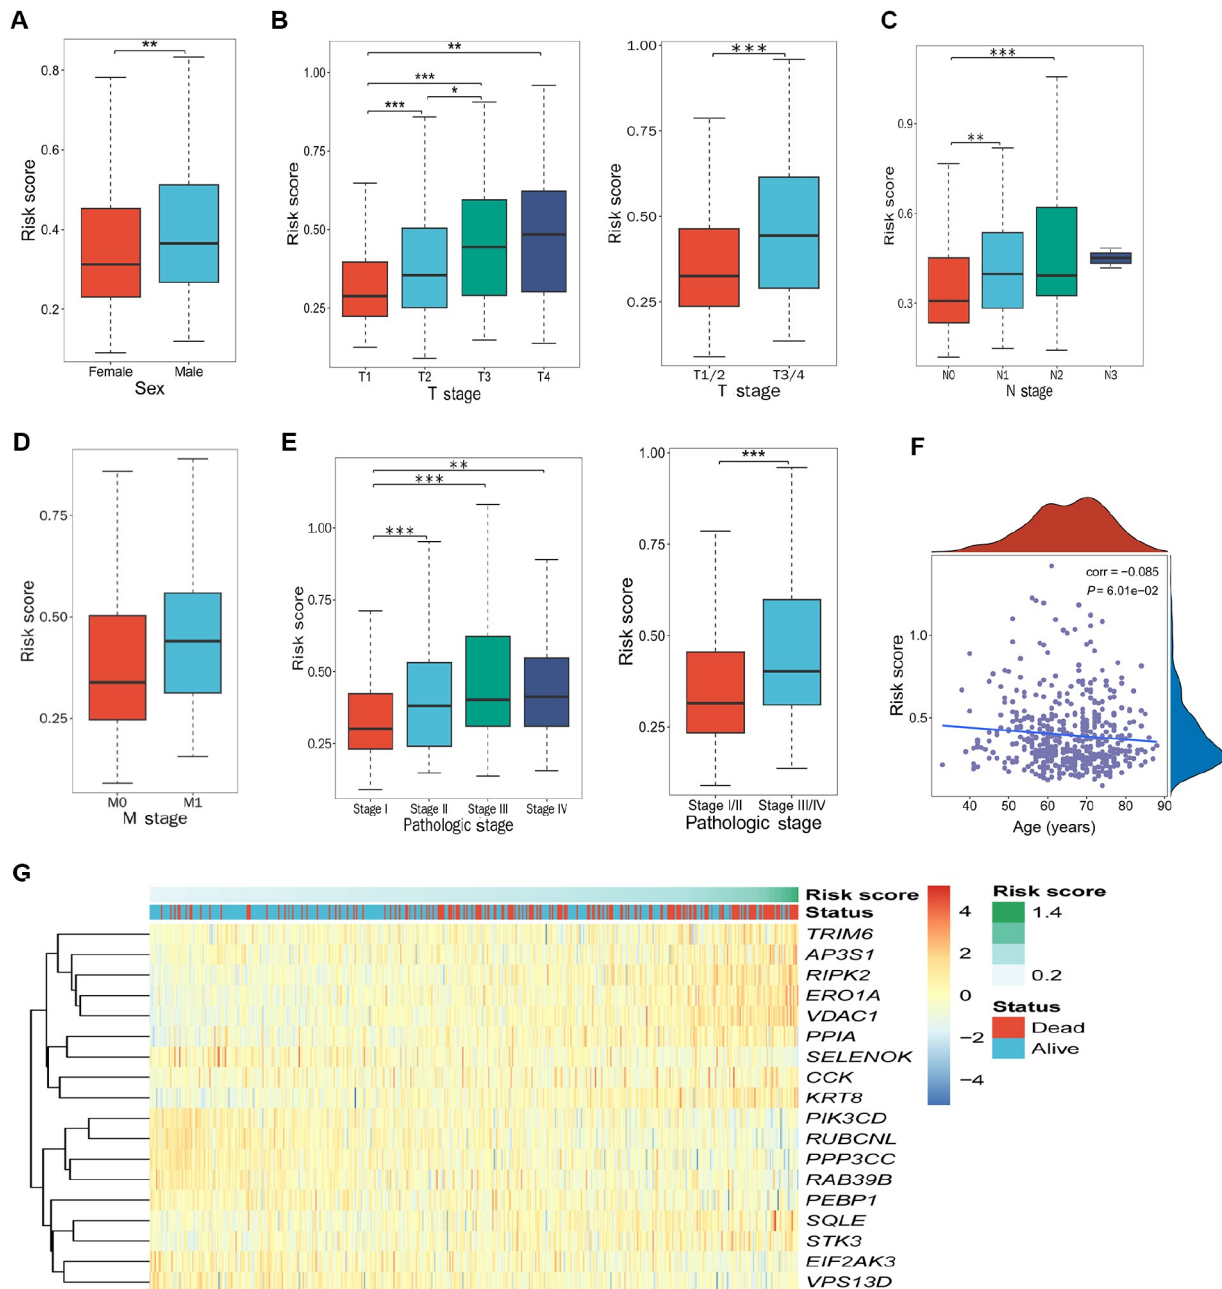 A
Risk score
0.8
0.6
0.4
0.2
**
Female
Male
Sex
B
Risk score
1.00
0.75
0.50
0.25
**
***
*
***
T1
T2
T3
T4
T stage
Risk score
1.00
0.75
0.50
0.25
***
T1/2
T3/4
T stage
C
Risk score
0.9
0.6
0.3
***
**
N0
N1
N2
N3
N stage
D
Risk score
0.75
0.50
0.25
M0
M1
M stage
E
Risk score
1.00
0.75
0.50
0.25
**
***
***
Stage I
Stage II
Stage III
Stage IV
Pathologic stage
Risk score
1.00
0.75
0.50
0.25
***
Stage I/II
Stage III/IV
Pathologic stage
F
corr = −0.085
P = 6.01e−02
Risk score
1.0
0.5
40
50
60
70
80
90
Age (years)
G
Risk score
Status
TRIM6
AP3S1
RIPK2
ERO1A
VDAC1
PPIA
SELENOK
CCK
KRT8
PIK3CD
RUBCNL
PPP3CC
RAB39B
PEBP1
SQLE
STK3
EIF2AK3
VPS13D
4
2
0
−2
−4
Risk score
1.4
0.2
Status
Dead
Alive